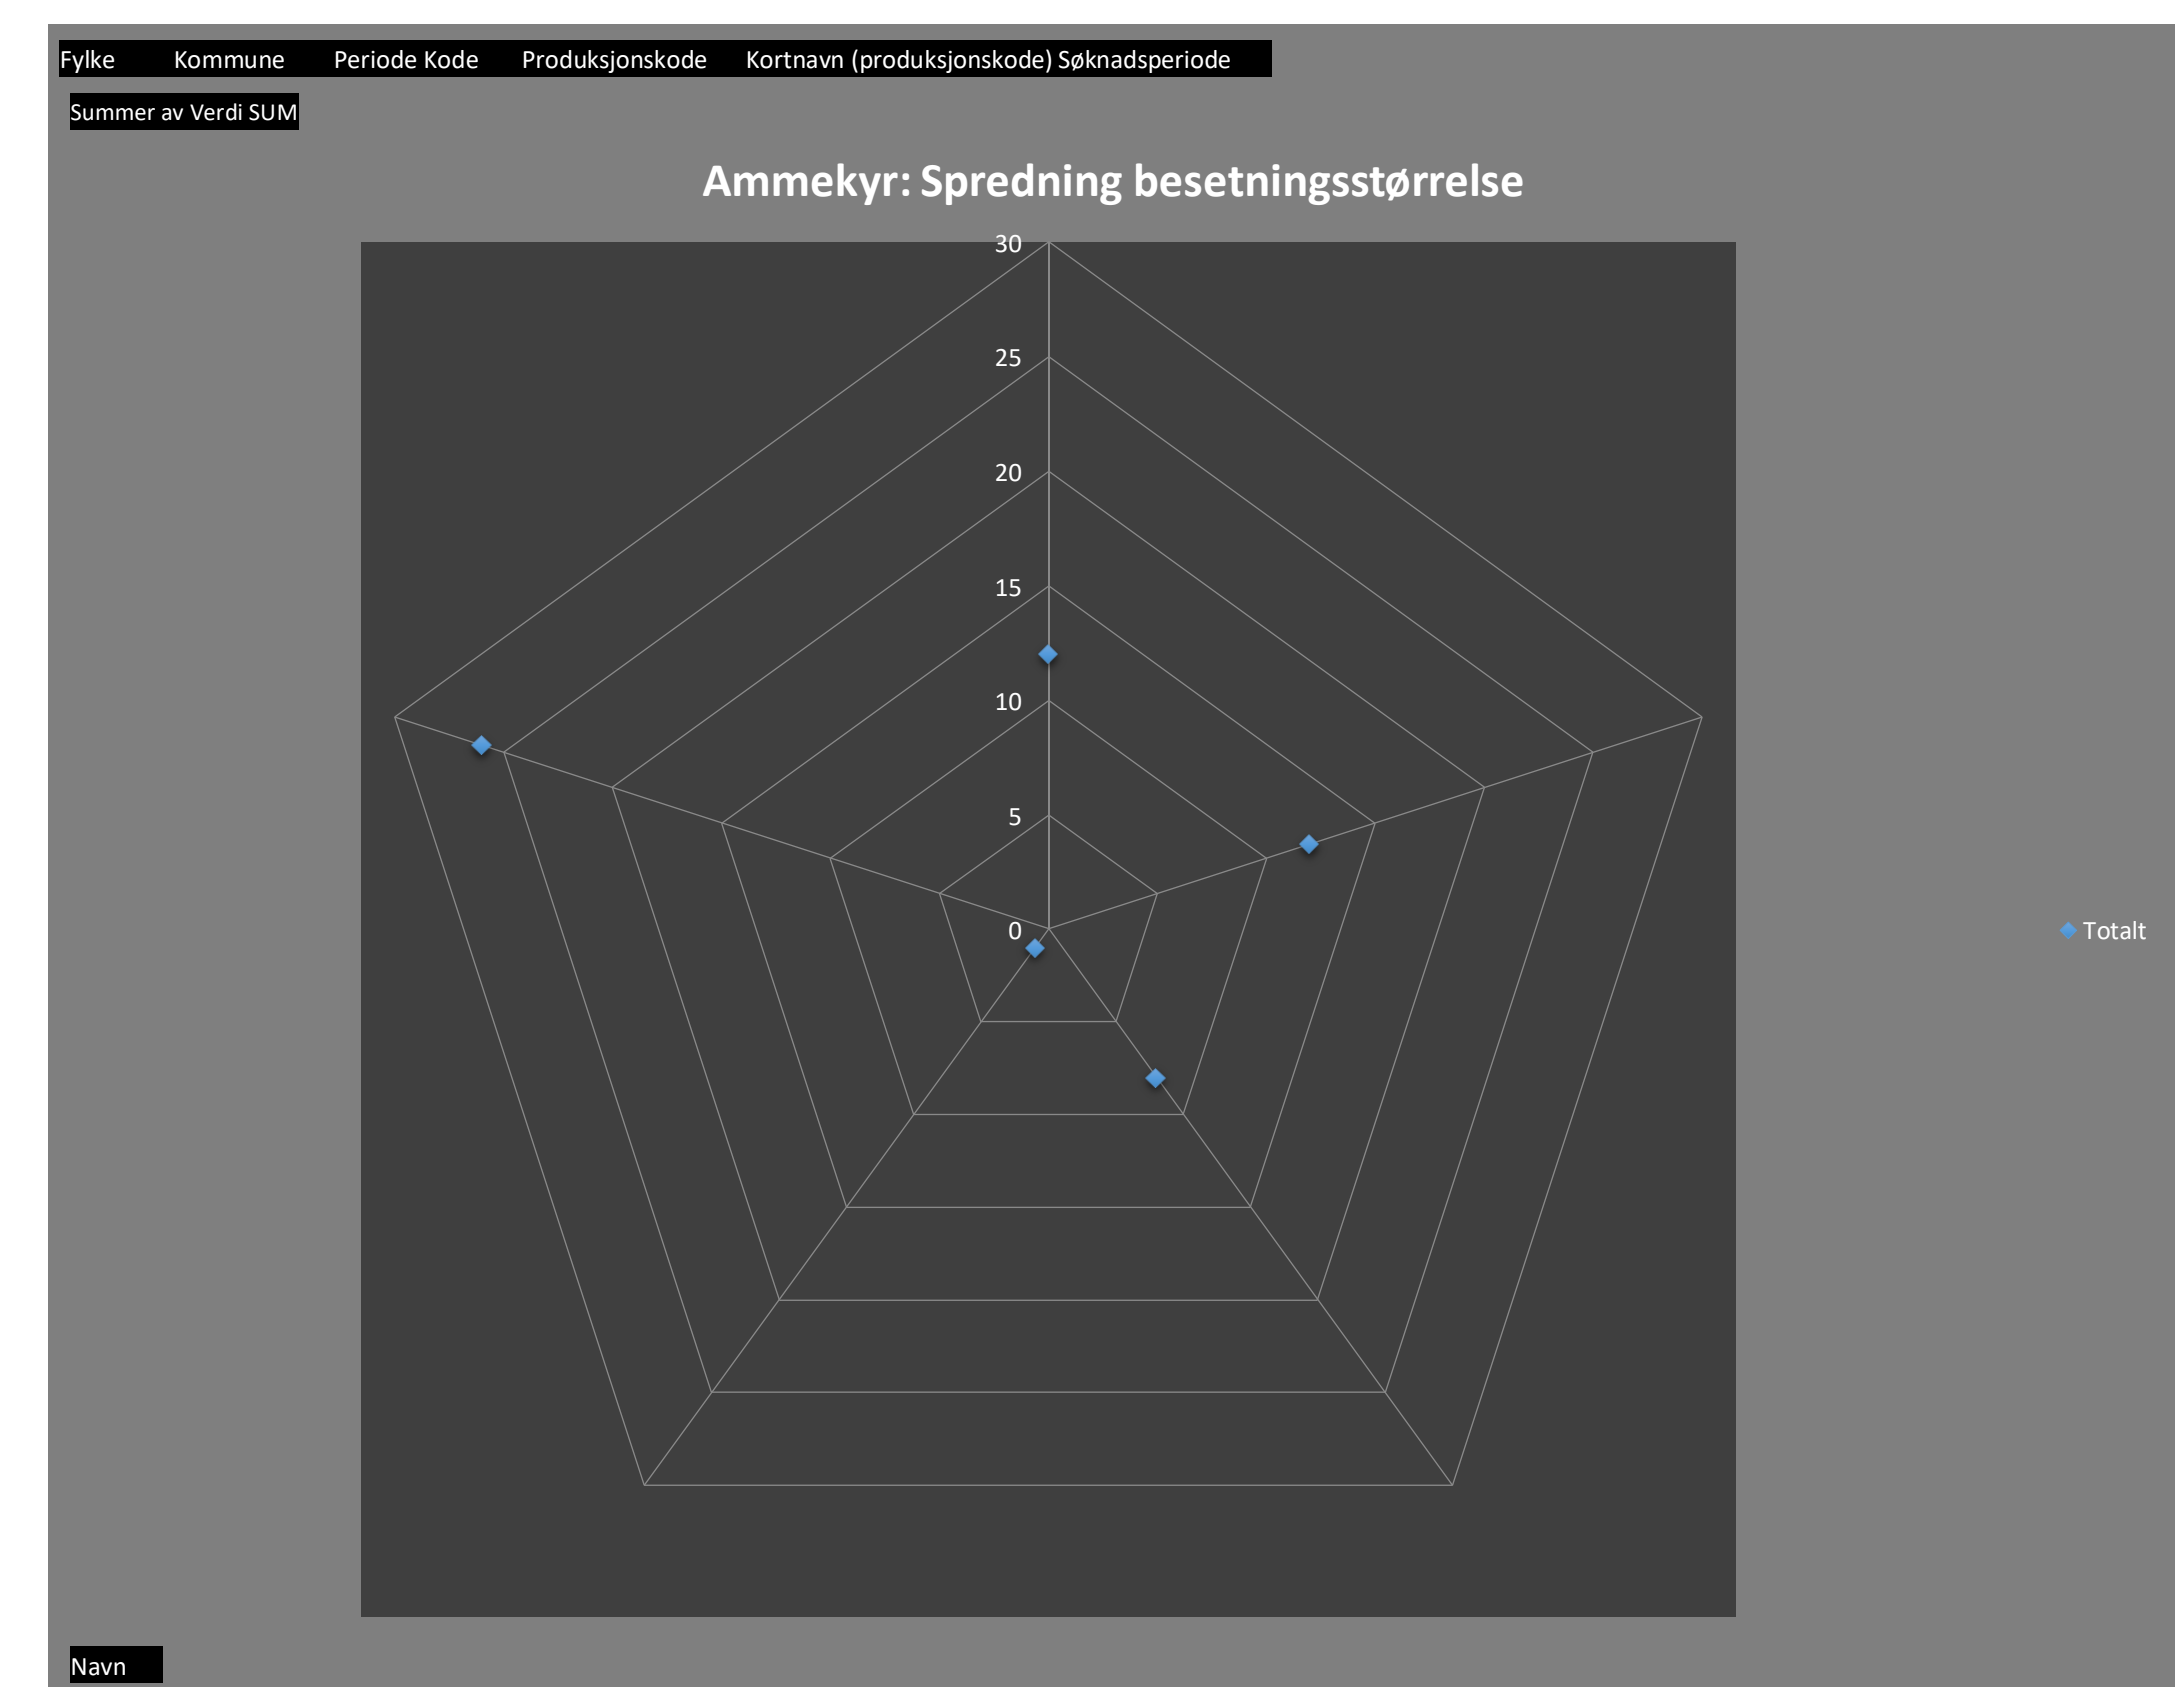 Fylke Kommune Periode Kode Produksjonskode Kortnavn (produksjonskode) Søknadsperiode
Summer av Verdi SUM
Ammekyr: Spredning besetningsstørrelse
30
25
20
15
10
5
0
Totalt
Navn